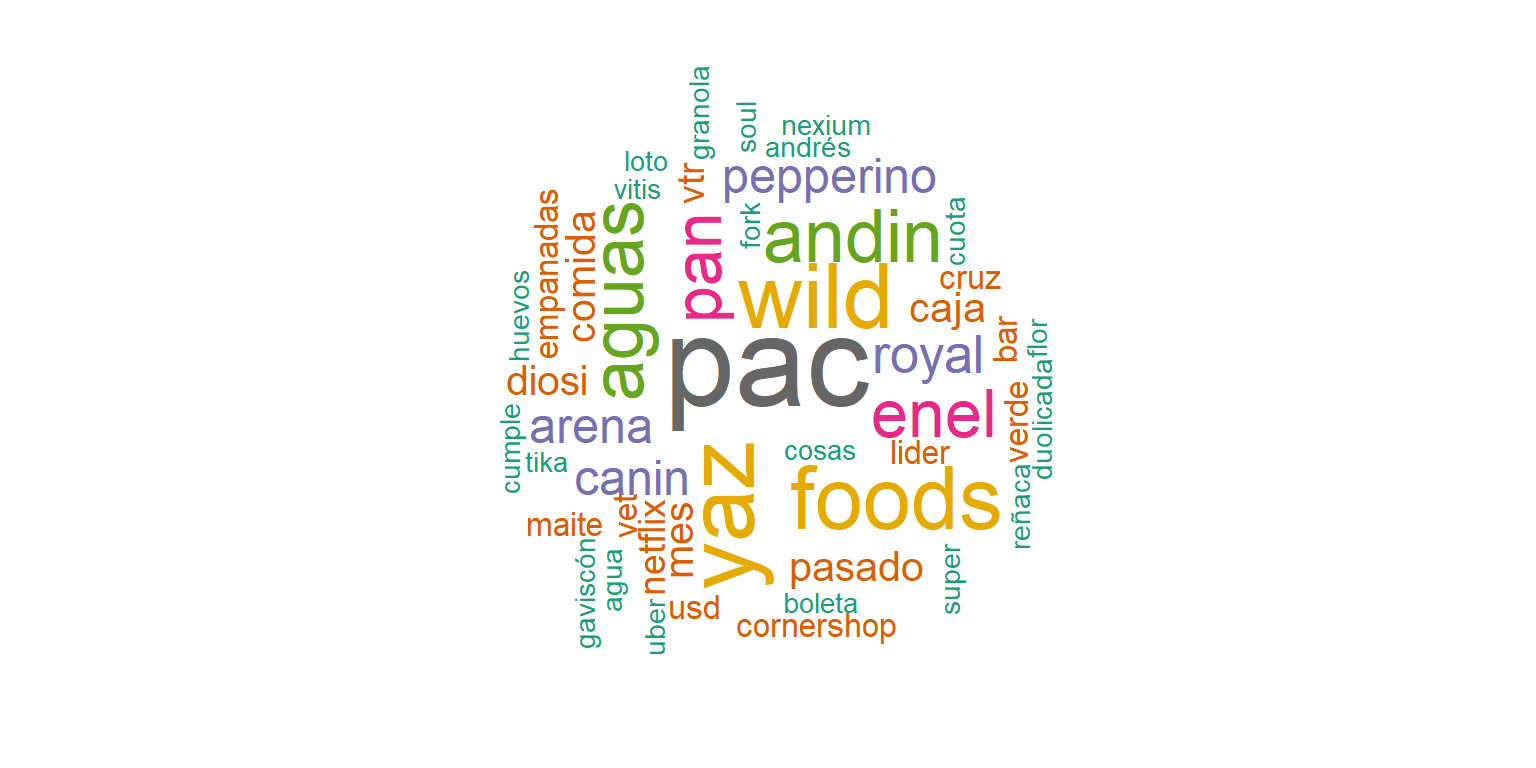 granola
soul
nexium
andrés
loto
vitis
vtr
pepperino
empanadas
comida
aguas
pan
fork
andin
cuota
huevos
wild
cruz
caja
bar
flor
pac
royal
diosi
enel
verde
duolicada
cumple
arena
tika
canin
cosas
lider
yaz
foods
reñaca
maite
vet
netflix
mes
pasado
super
gaviscón
agua
uber
usd
boleta
cornershop